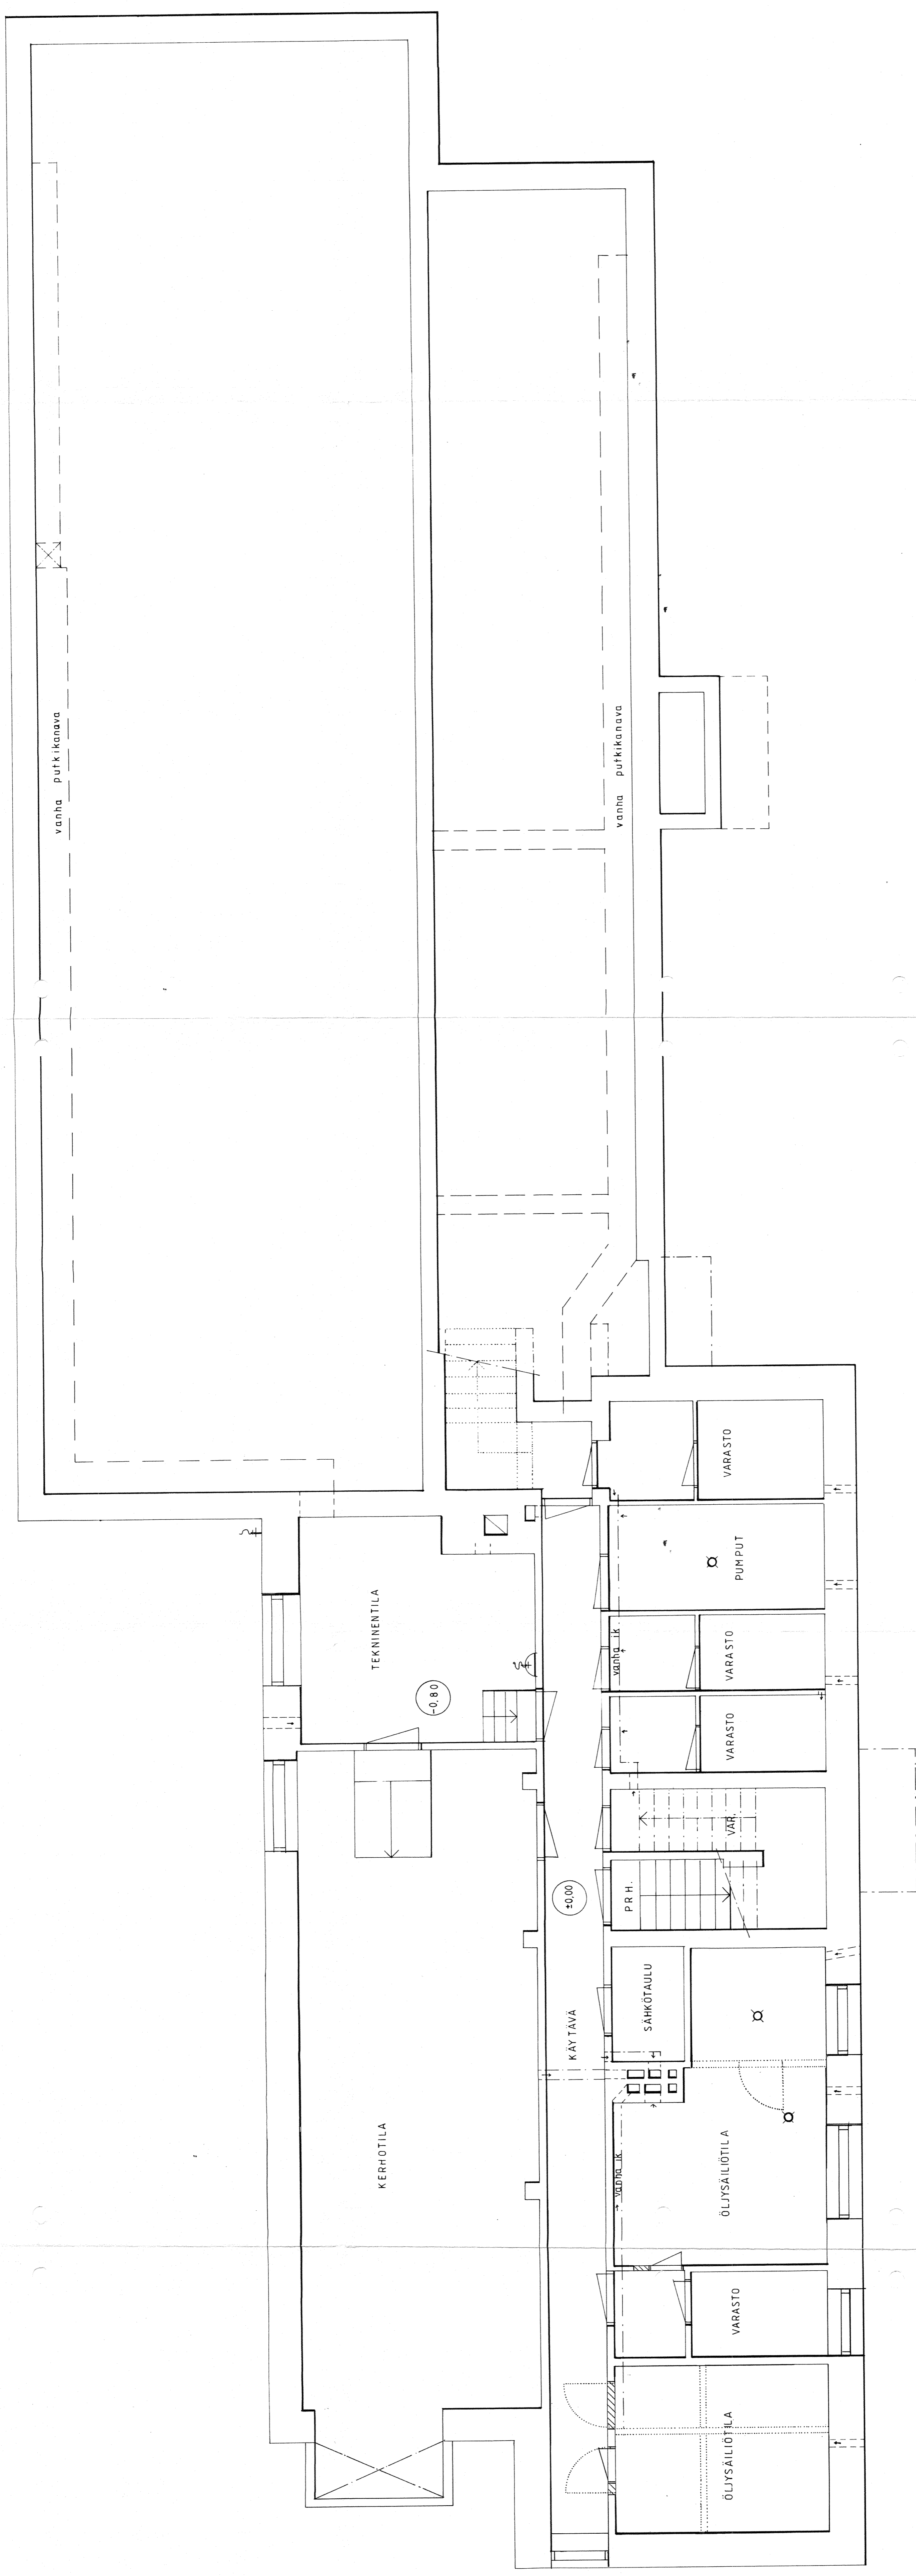 vanha putkikanava
vanha putkikanava
VARASTO
PUMPUT
TEKNINENTILA
-0.80
vanha ik
VARASTO
VARASTO
VAR.
PRH.
±0.00
SÄHKÖTAULU
KÄYTÄVÄ
KERHOTILA
vanha ik
ÖLJYSÄILIÖTILA
VARASTO
ÖLJYSÄILIÖTILA